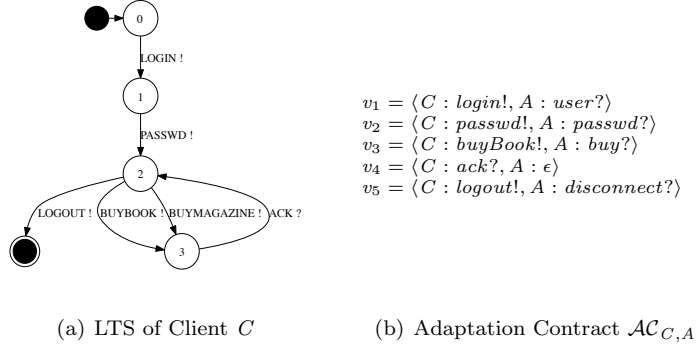 0
LOGIN !
1
PASSWD !
2
LOGOUT ! BUYBOOK ! BUYMAGAZINE ! ACK ?
3
(a) LTS of Client C
v₁ = ⟨C : login!, A : user?⟩
v₂ = ⟨C : passwd!, A : passwd?⟩
v₃ = ⟨C : buyBook!, A : buy?⟩
v₄ = ⟨C : ack?, A : ϵ⟩
v₅ = ⟨C : logout!, A : disconnect?⟩
(b) Adaptation Contract 𝒜𝒞_{C,A}